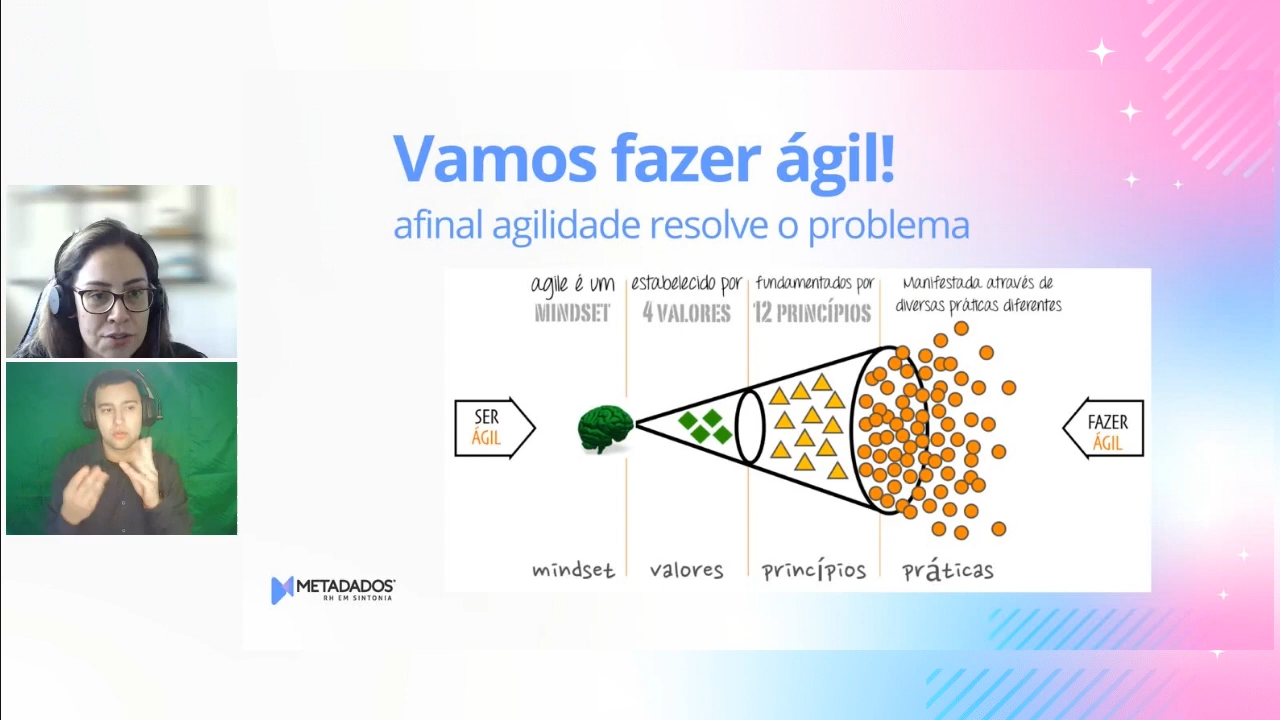 Vamos fazer ágil!
afinal agilidade resolve o problema
agile é um
MINDSET
estabelecido por
4 VALORES
fundamentados por
12 PRINCÍPIOS
Manifestada através de
diversas práticas diferentes
SER
ÁGIL
FAZER
ÁGIL
mindset
valores
princípios
práticas
METADADOS
RH EM SINTONIA